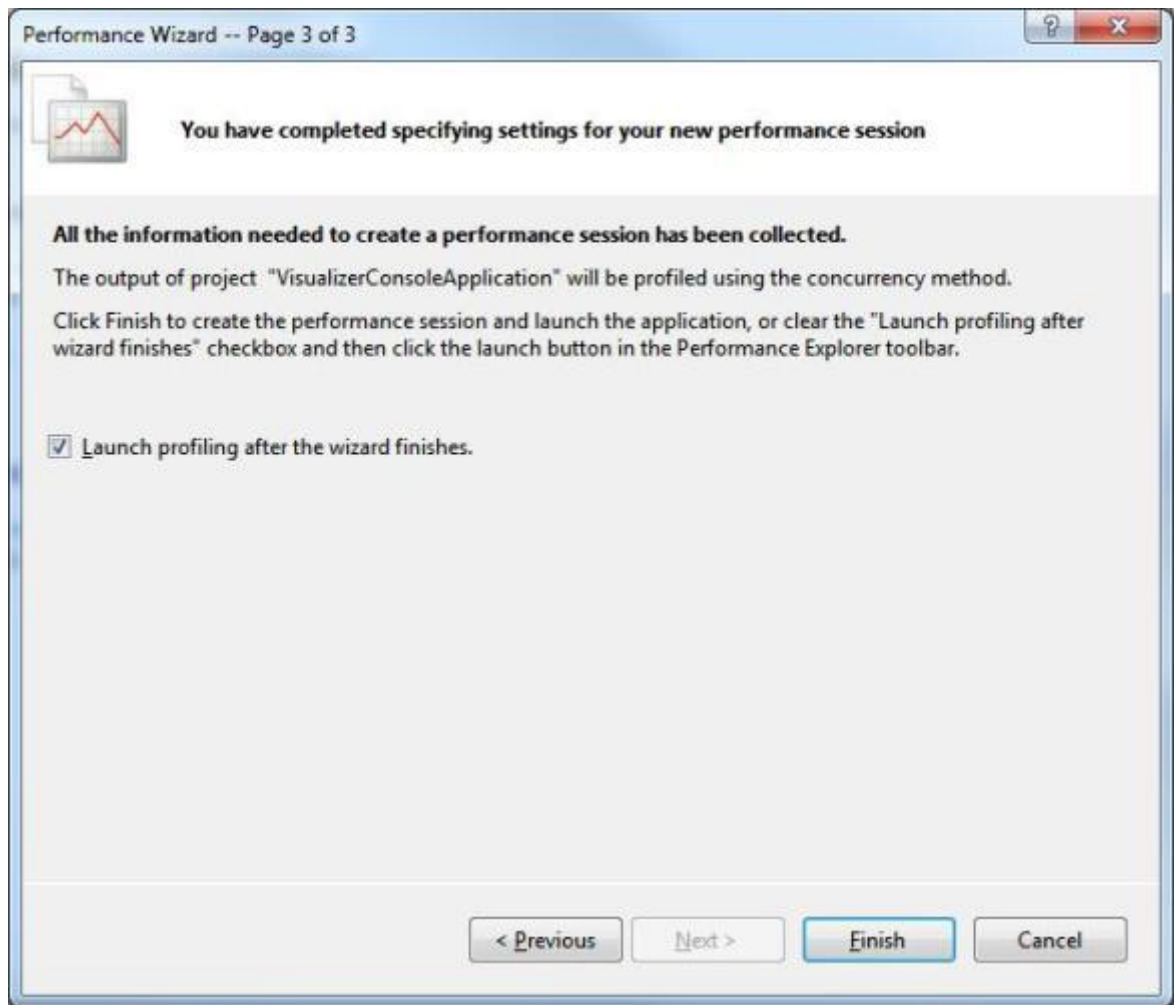 Performance Wizard -- Page 3 of 3
?
You have completed specifying settings for your new performance session
All the information needed to create a performance session has been collected.
The output of project "VisualizerConsoleApplication" will be profiled using the concurrency method.
Click Finish to create the performance session and launch the application, or clear the "Launch profiling after
wizard finishes" checkbox and then click the launch button in the Performance Explorer toolbar.
Launch profiling after the wizard finishes.
< Previous Next > Finish Cancel